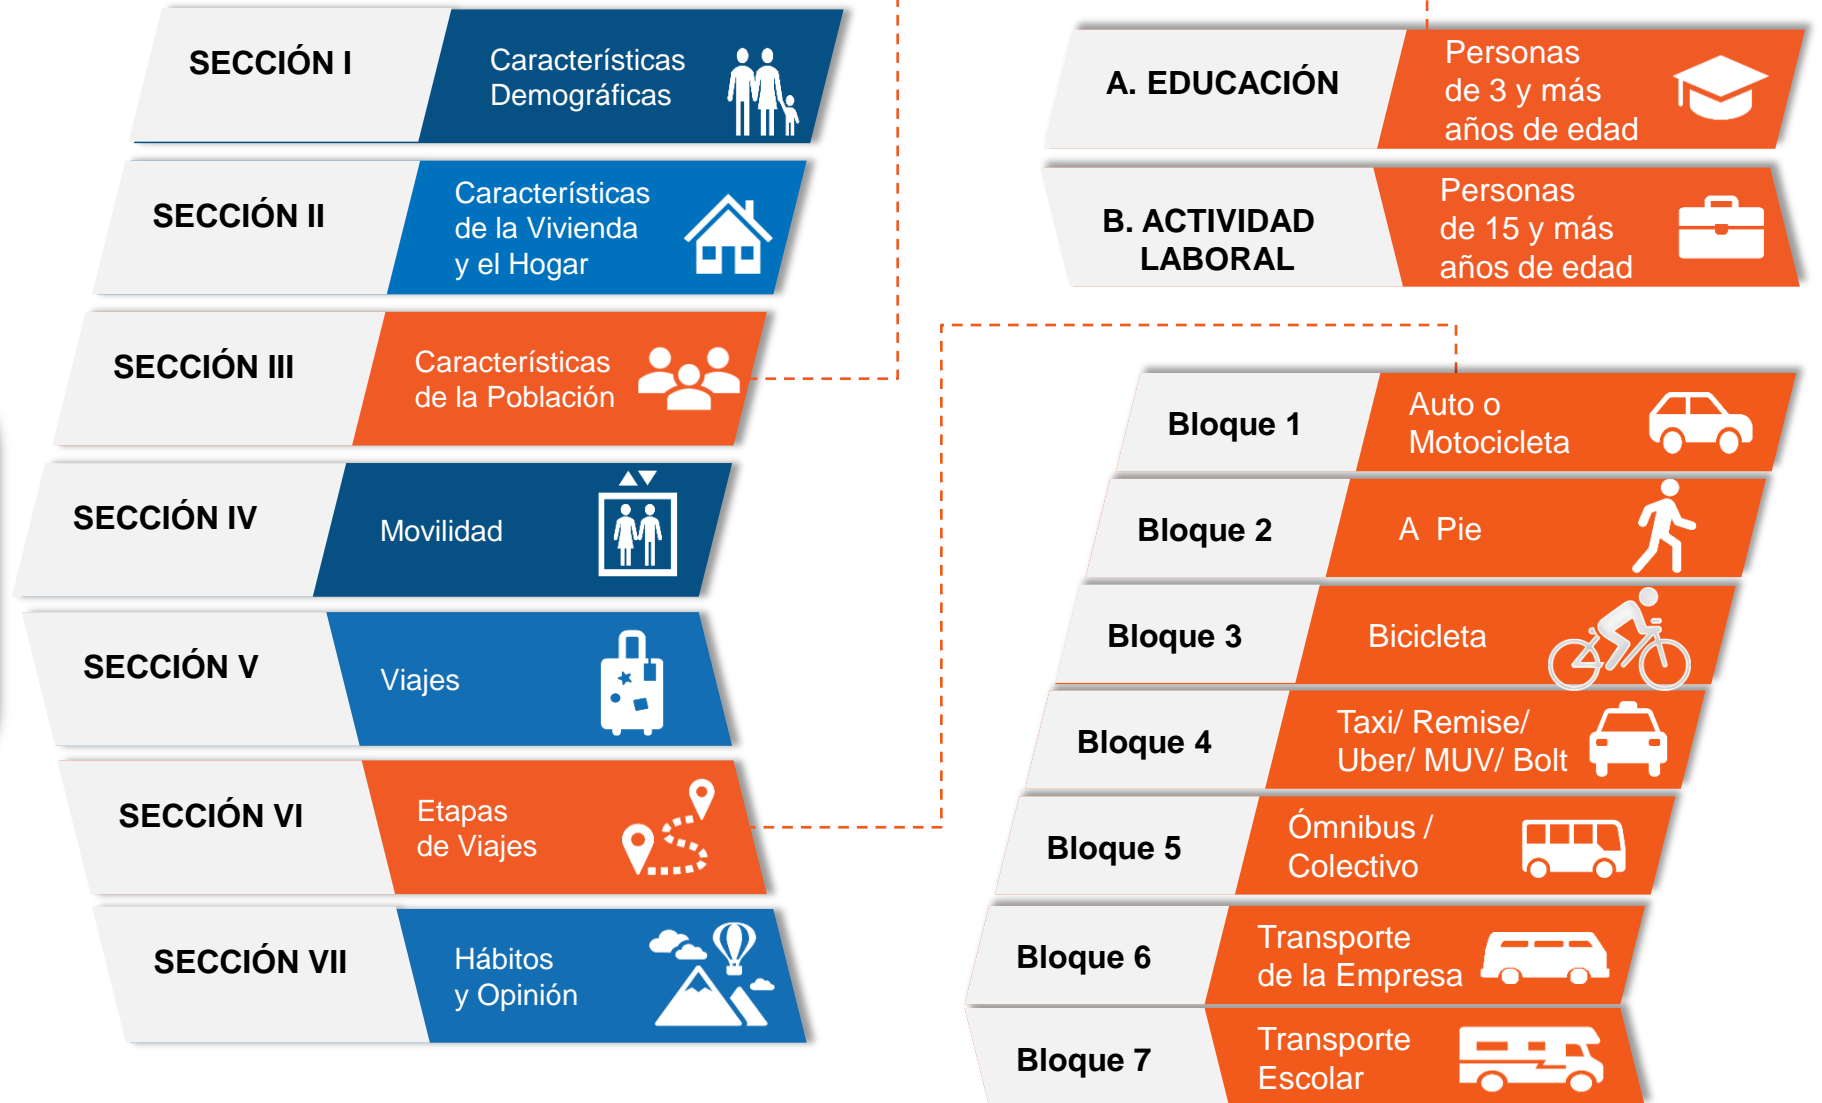 SECCIÓN I
Características
Demográficas
SECCIÓN II
Características
de la Vivienda
y el Hogar
SECCIÓN III
Características
de la Población
SECCIÓN IV
Movilidad
SECCIÓN V
Viajes
SECCIÓN VI
Etapas
de Viajes
SECCIÓN VII
Hábitos
y Opinión
A. EDUCACIÓN
Personas
de 3 y más
años de edad
B. ACTIVIDAD
LABORAL
Personas
de 15 y más
años de edad
Bloque 1
Auto o
Motocicleta
Bloque 2
A Pie
Bloque 3
Bicicleta
Bloque 4
Taxi/ Remise/
Uber/ MUV/ Bolt
Bloque 5
Ómnibus /
Colectivo
Bloque 6
Transporte
de la Empresa
Bloque 7
Transporte
Escolar